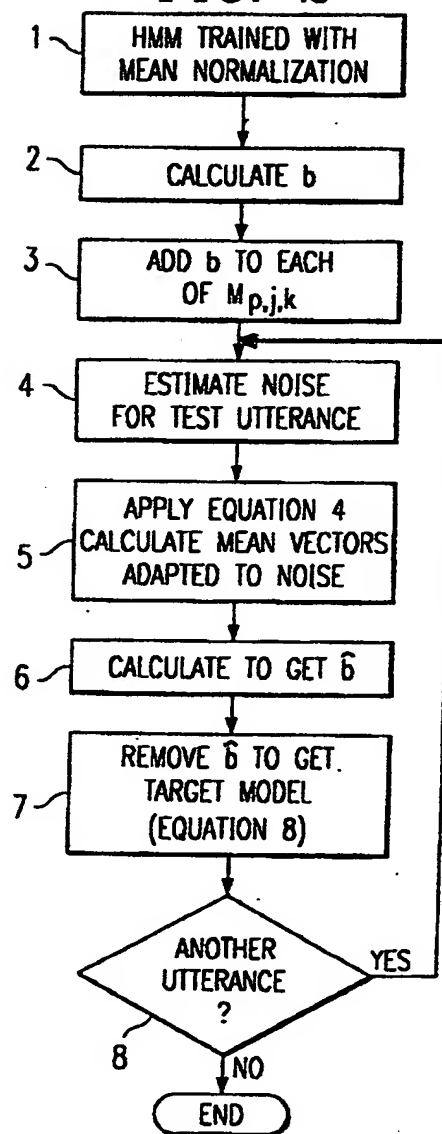 1
HMM TRAINED WITH
MEAN NORMALIZATION
2
CALCULATE b
3
ADD b TO EACH
OF Mp,j,k
4
ESTIMATE NOISE
FOR TEST UTTERANCE
5
APPLY EQUATION 4
CALCULATE MEAN VECTORS
ADAPTED TO NOISE
6
CALCULATE TO GET b̂
7
REMOVE b̂ TO GET
TARGET MODEL
(EQUATION 8)
ANOTHER
UTTERANCE
?
YES
8
NO
END